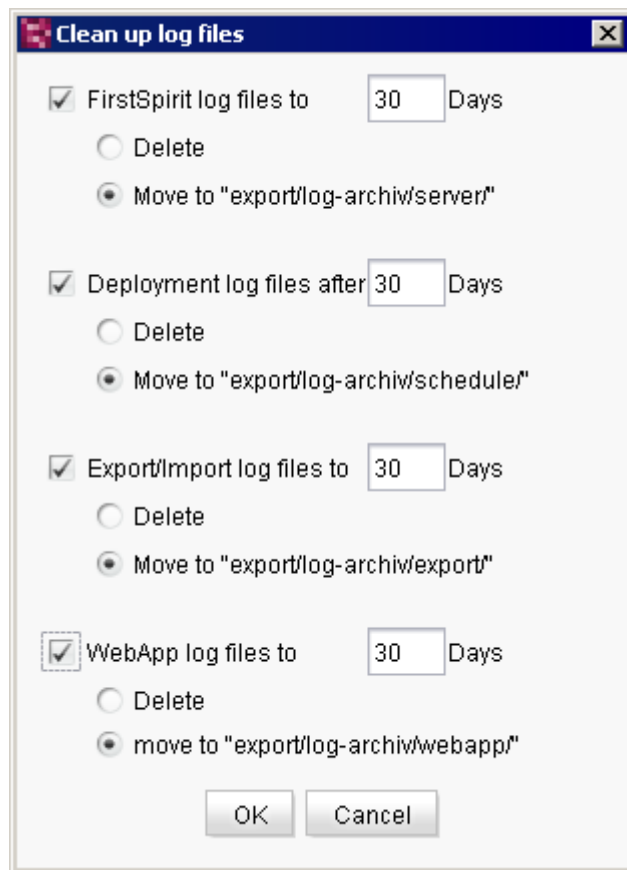 Clean up log files
FirstSpirit log files to 30 Days
Delete
Move to "export/log-archiv/server/"
Deployment log files after 30 Days
Delete
Move to "export/log-archiv/schedule/"
Export/Import log files to 30 Days
Delete
Move to "export/log-archiv/export/"
WebApp log files to 30 Days
Delete
move to "export/log-archiv/webapp/"
OK Cancel